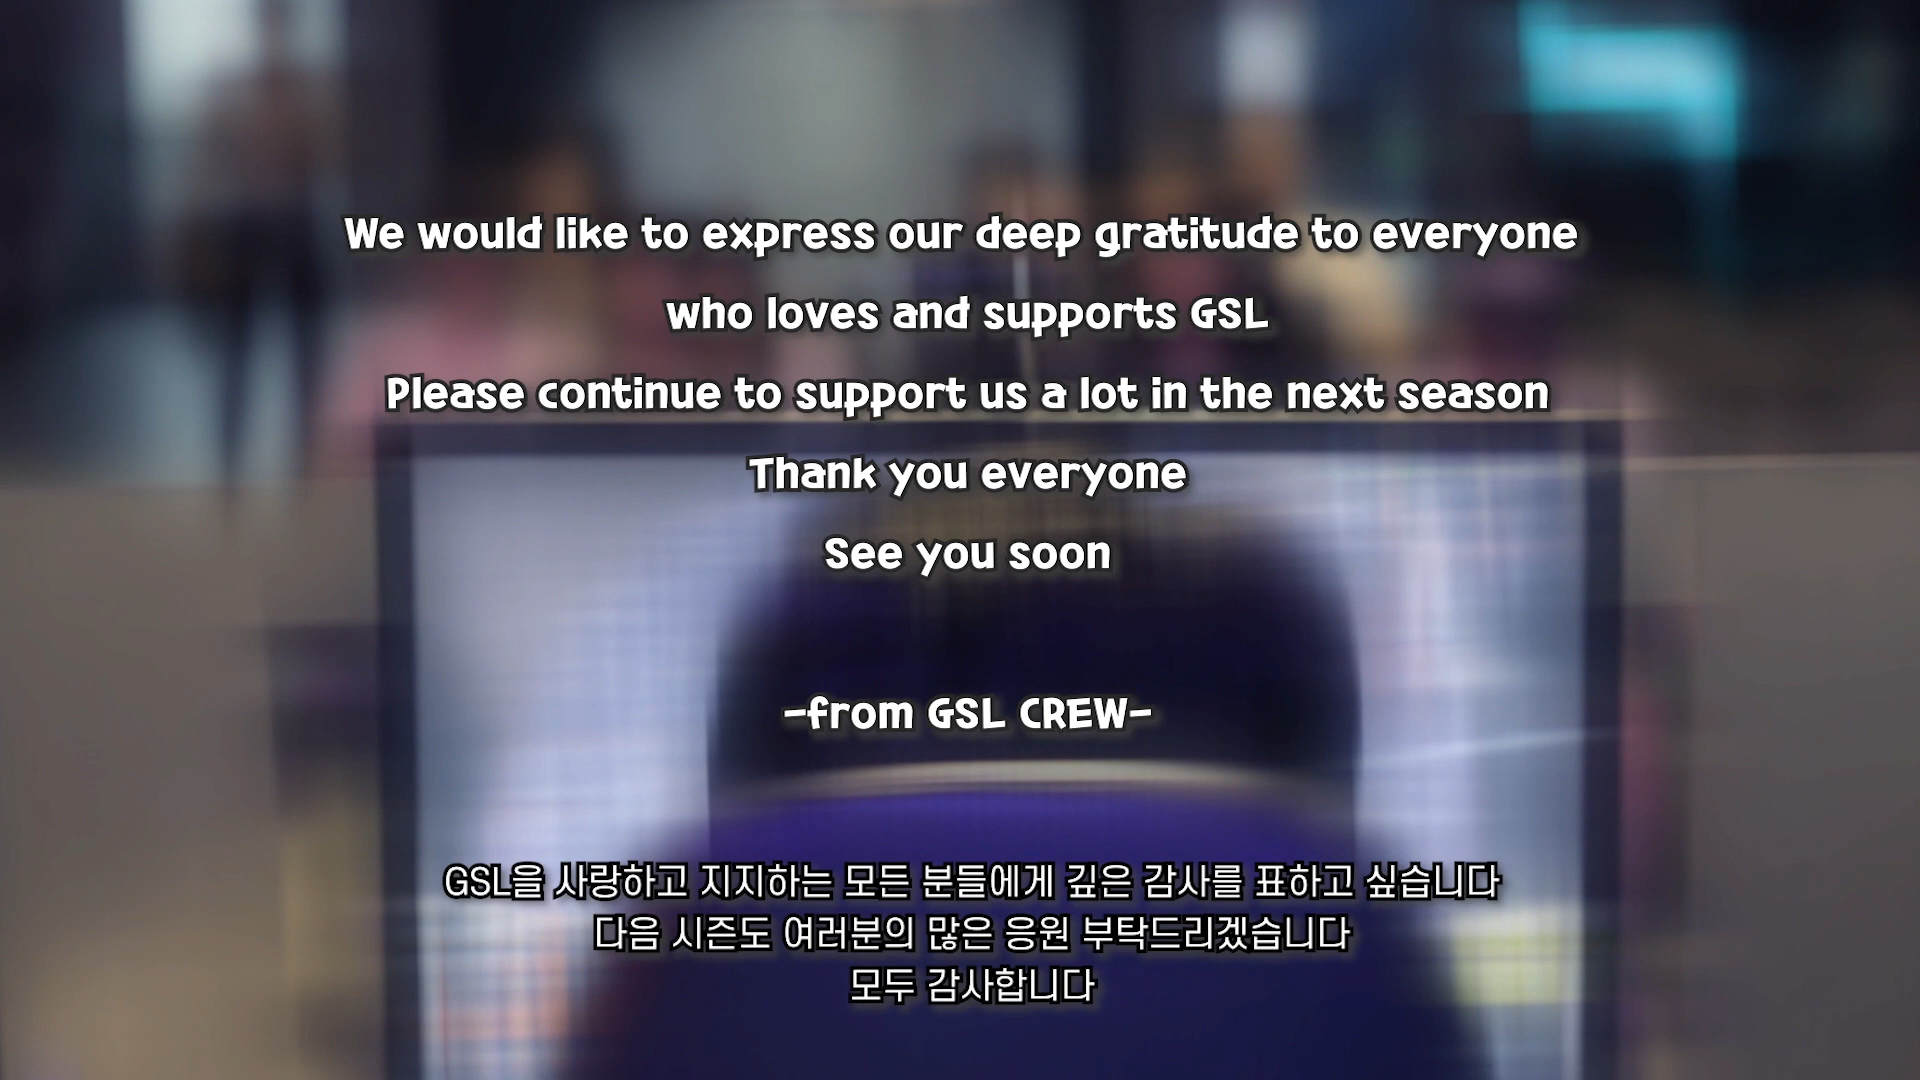 We would like to express our deep gratitude to everyone
who loves and supports GSL
Please continue to support us a lot in the next season
Thank you everyone
See you soon
-from GSL CREW-
GSL을 사랑하고 지지하는 모든 분들에게 깊은 감사를 표하고 싶습니다
다음 시즌도 여러분의 많은 응원 부탁드리겠습니다
모두 감사합니다